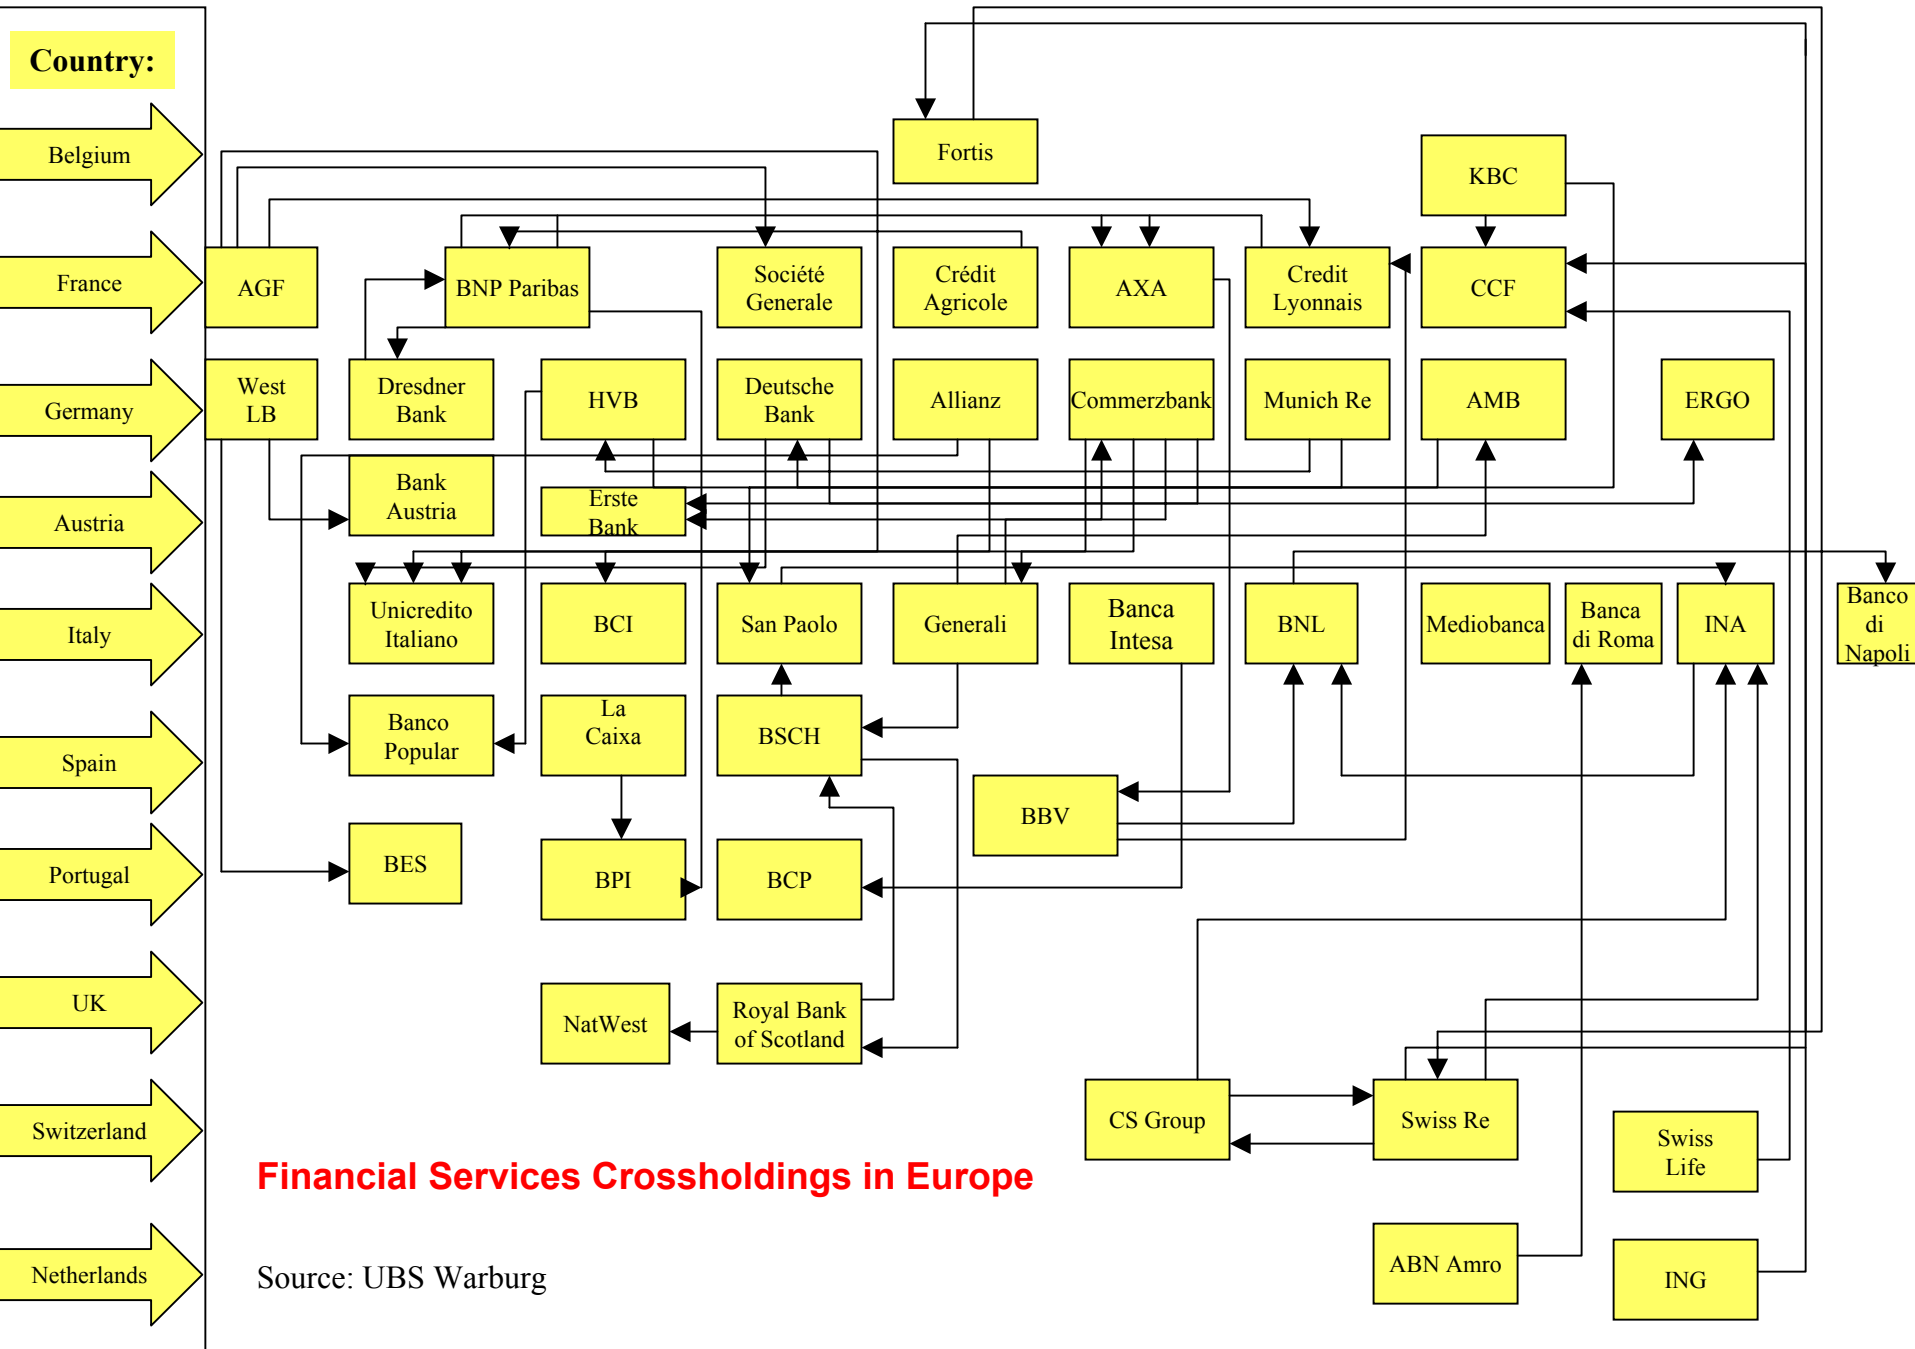 Country:
Belgium
Fortis
KBC
France
AGF
BNP Paribas
Société
Generale
Crédit
Agricole
AXA
Credit
Lyonnais
CCF
Germany
West
LB
Dresdner
Bank
HVB
Deutsche
Bank
Allianz
Commerzbank
Munich Re
AMB
ERGO
Austria
Bank
Austria
Erste
Bank
Italy
Unicredito
Italiano
BCI
San Paolo
Generali
Banca
Intesa
BNL
Mediobanca
Banca
di Roma
INA
Banco
di
Napoli
Spain
Banco
Popular
La
Caixa
BSCH
BBV
Portugal
BES
BPI
BCP
UK
NatWest
Royal Bank
of Scotland
Switzerland
CS Group
Swiss Re
Swiss
Life
Financial Services Crossholdings in Europe
Netherlands
Source: UBS Warburg
ABN Amro
ING